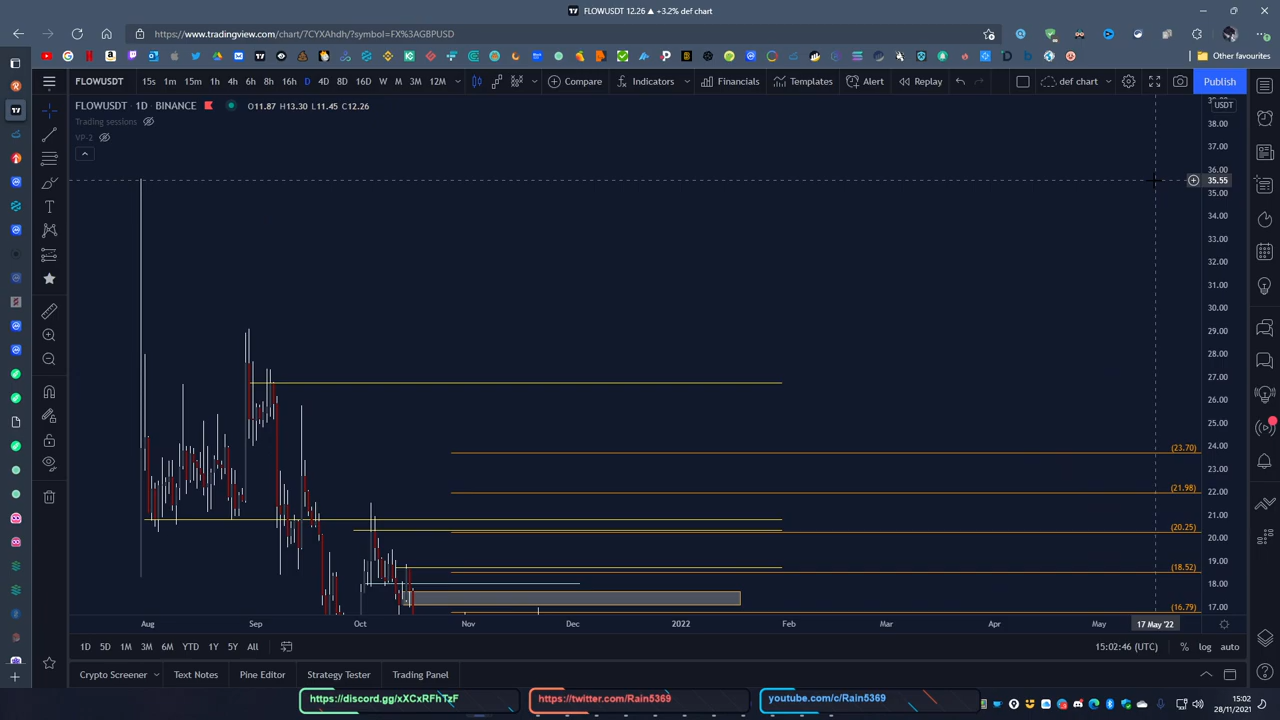 FLOWUSDT 12.26 ▲ +3.2% def chart
https://www.tradingview.com/chart/7CYXAhdh/?symbol=FX%3AGBPUSD
Other favourites
FLOWUSDT 15s 1m 15m 1h 4h 6h 8h 16h D 4D 8D 16D W M 3M 12M Compare Indicators Financials Templates Alert Replay def chart Publish
FLOWUSDT 1D BINANCE O11.87 H13.30 L11.45 C12.26
USDT
Trading sessions
VP-2
38.00
37.00
36.00
35.55
35.00
34.00
33.00
32.00
31.00
30.00
29.00
28.00
27.00
26.00
25.00
24.00
(23.70)
23.00
22.00
(21.98)
21.00
(20.25)
20.00
19.00
(18.52)
18.00
17.00
(16.79)
Aug Sep Oct Nov Dec 2022 Feb Mar Apr May 17 May '22
1D 5D 1M 3M 6M YTD 1Y 5Y All 15:02:46 (UTC) % log auto
Crypto Screener Text Notes Pine Editor Strategy Tester Trading Panel
https://discord.gg/xXCxRFhTzF https://twitter.com/Rain5369 youtube.com/c/Rain5369
15:02
28/11/2021